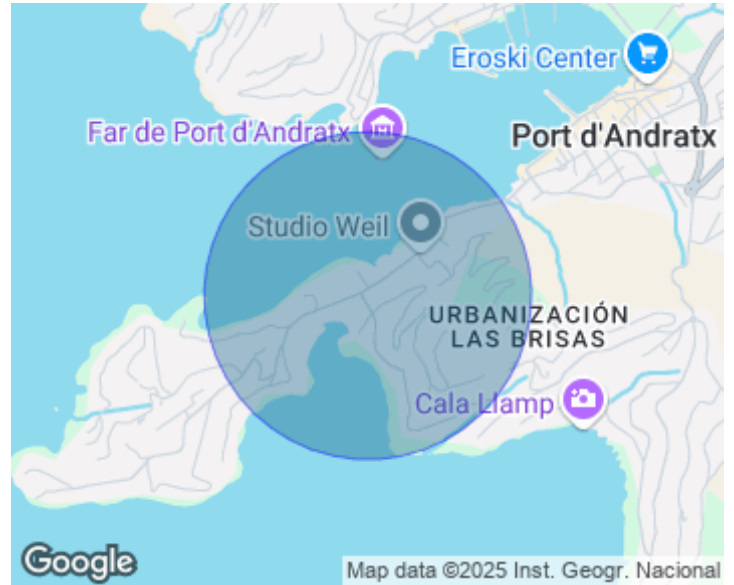 Eroski Center
Far de Port d'Andratx
Port d'Andratx
Studio Weil
URBANIZACIÓN
LAS BRISAS
Cala Llamp
Google
Map data ©2025 Inst. Geogr. Nacional